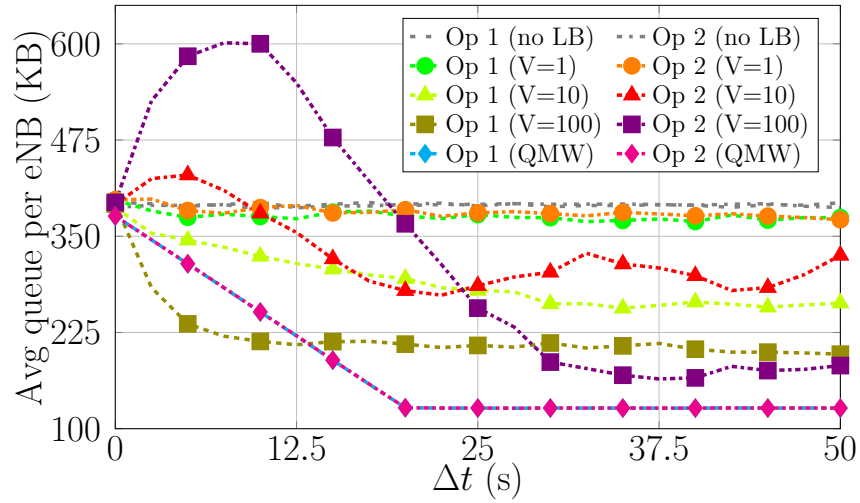 Op 1 (no LB) Op 2 (no LB)
Op 1 (V=1) Op 2 (V=1)
Op 1 (V=10) Op 2 (V=10)
Op 1 (V=100) Op 2 (V=100)
Op 1 (QMW) Op 2 (QMW)
Avg queue per eNB (KB)
600
475
350
225
100
0 12.5 25 37.5 50
Δt (s)